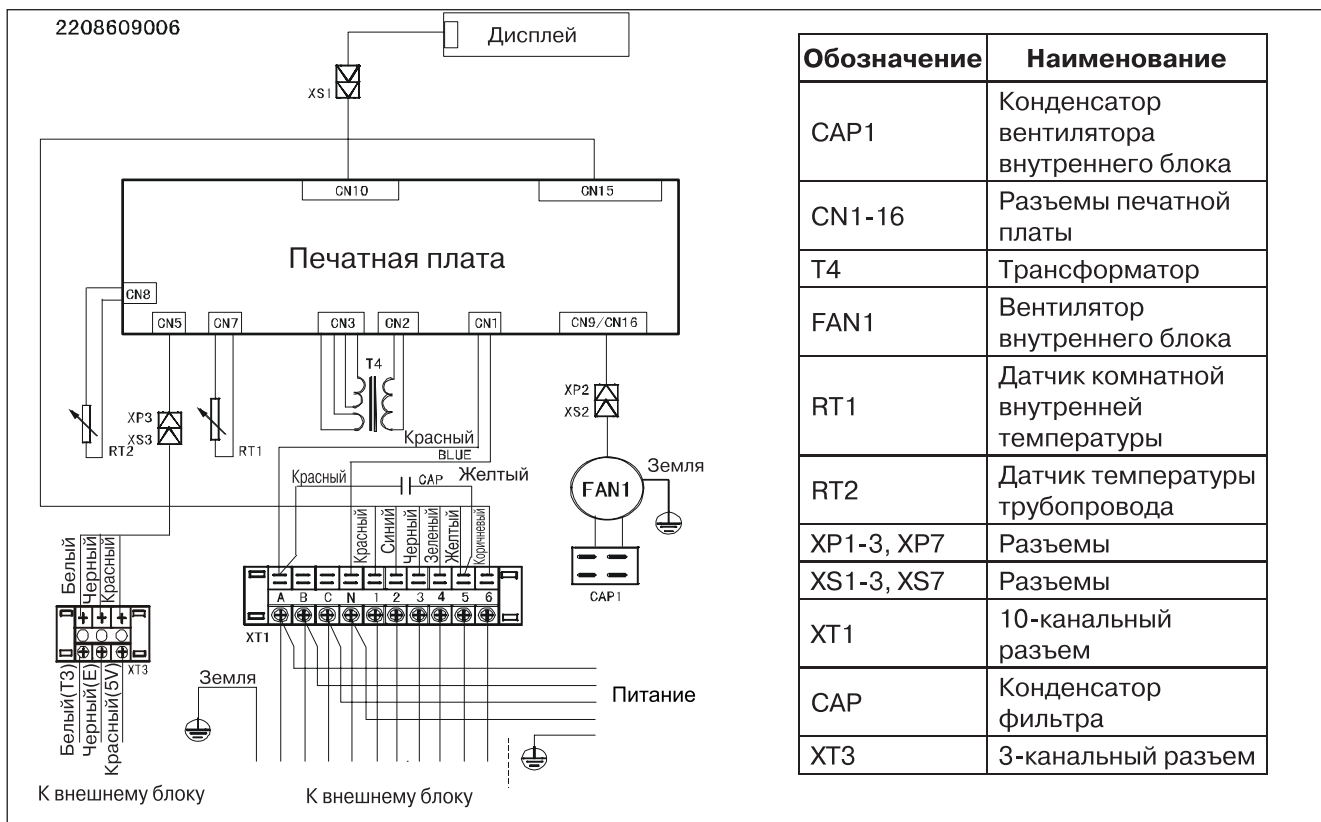 2208609006
Дисплей
XS1
CN10
CN15
Печатная плата
CN8
CN5
CN7
CN3
CN2
CN1
CN9/CN16
T4
XP3
XS3
RT2
RT1
XP2
XS2
Красный
BLUE
Красный
CAP
Желтый
FAN1
Земля
CAP1
Белый
Черный
Красный
Красный
Синий
Черный
Зеленый
Желтый
Коричневый
A B C N 1 2 3 4 5 6
XT1
XT3
Белый(T3)
Черный(E)
Красный(5V)
Земля
Питание
К внешнему блоку
К внешнему блоку
Обозначение Наименование
CAP1 Конденсатор
вентилятора
внутреннего блока
CN1-16 Разъемы печатной
платы
T4 Трансформатор
FAN1 Вентилятор
внутреннего блока
RT1 Датчик комнатной
внутренней
температуры
RT2 Датчик температуры
трубопровода
XP1-3, XP7 Разъемы
XS1-3, XS7 Разъемы
XT1 10-канальный
разъем
CAP Конденсатор
фильтра
XT3 3-канальный разъем